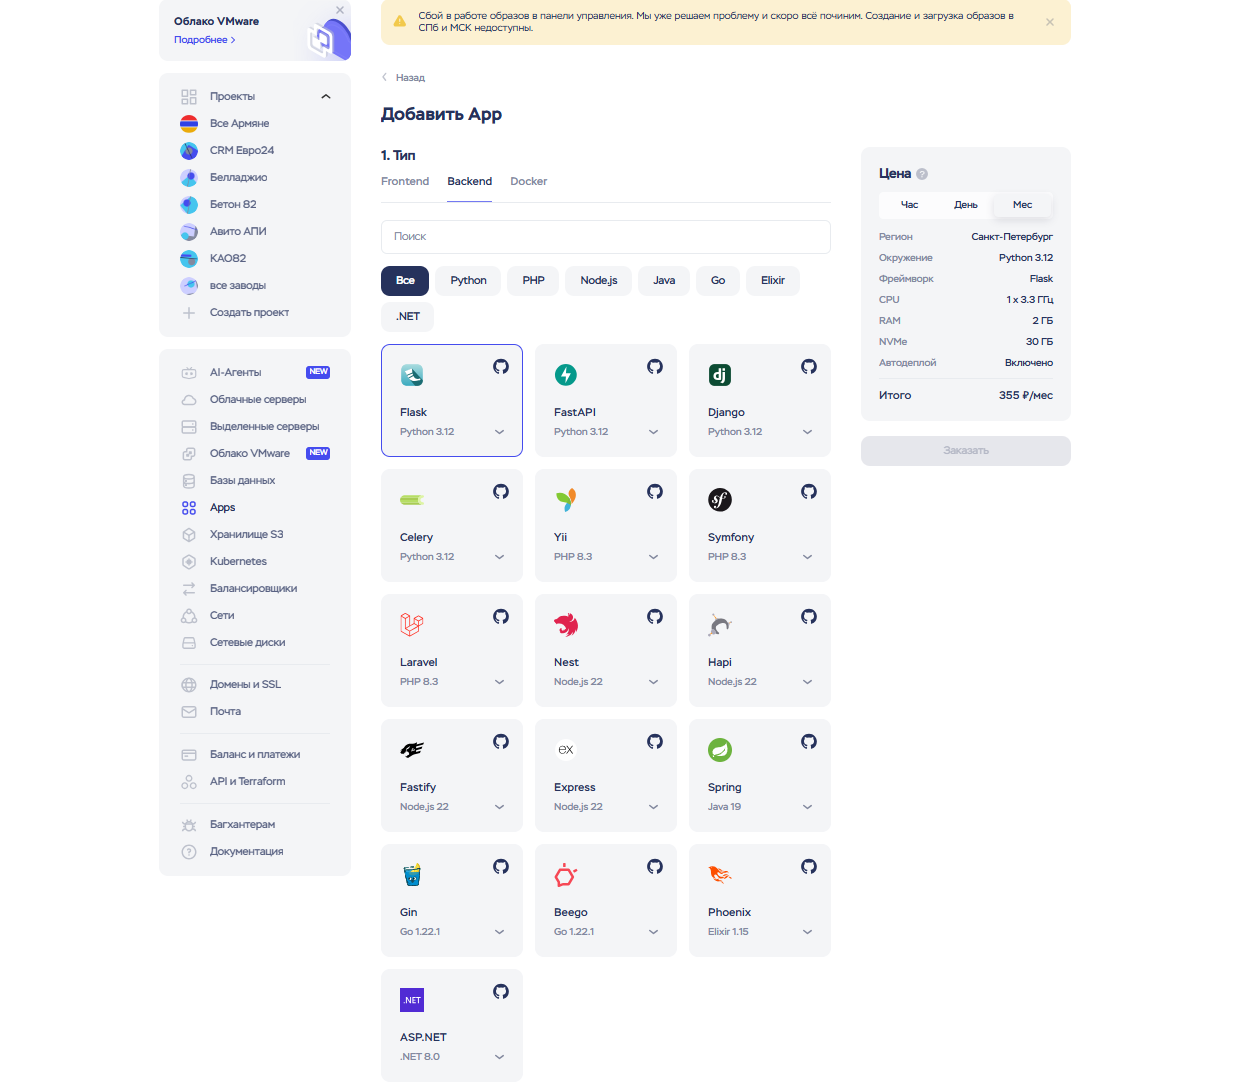 Облако VMware
Подробнее
Проекты
Все Армяне
CRM Евро24
Белладжио
Бетон 82
Авито АПИ
КАО82
все заводы
Создать проект
AI-Агенты NEW
Облачные серверы
Выделенные серверы
Облако VMware NEW
Базы данных
Apps
Хранилище S3
Kubernetes
Балансировщики
Сети
Сетевые диски
Домены и SSL
Почта
Баланс и платежи
API и Terraform
Багхантерам
Документация
Сбой в работе образов в панели управления. Мы уже решаем проблему и скоро всё починим. Создание и загрузка образов в
СПб и МСК недоступны.
Назад
Добавить App
1. Тип
Frontend Backend Docker
Поиск
Все Python PHP Node.js Java Go Elixir
.NET
Flask
Python 3.12
FastAPI
Python 3.12
Django
Python 3.12
Celery
Python 3.12
Yii
PHP 8.3
Symfony
PHP 8.3
Laravel
PHP 8.3
Nest
Node.js 22
Hapi
Node.js 22
Fastify
Node.js 22
ex
Express
Node.js 22
Spring
Java 19
Gin
Go 1.22.1
Beego
Go 1.22.1
Phoenix
Elixir 1.15
.NET
ASP.NET
.NET 8.0
Цена ?
Час День Мес
Регион Санкт-Петербург
Окружение Python 3.12
Фреймворк Flask
CPU 1 x 3.3 ГГц
RAM 2 ГБ
NVMe 30 ГБ
Автодеплой Включено
Итого 355 ₽/мес
Заказать